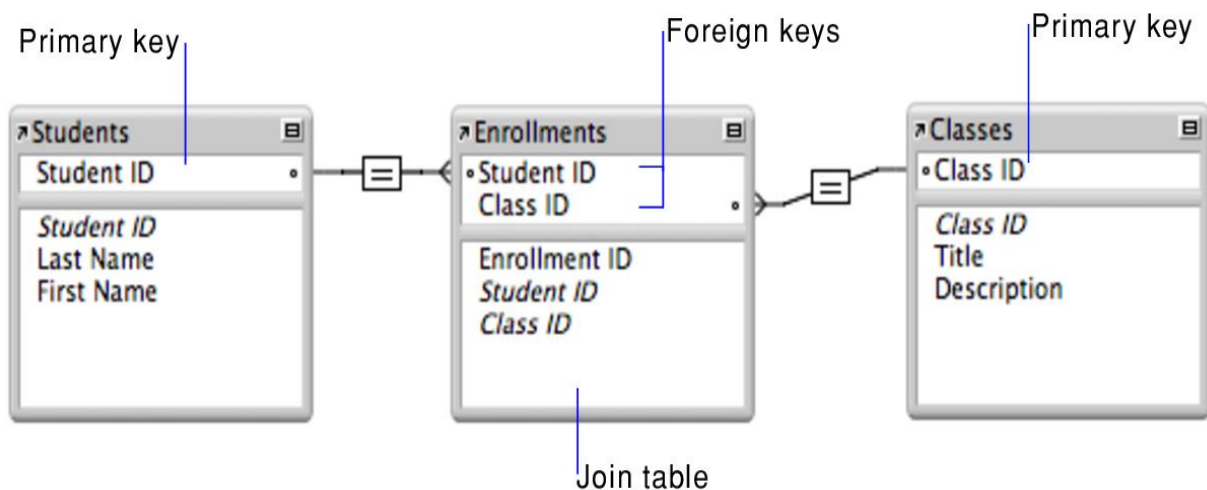 Primary key
Foreign keys
Primary key
Students
Student ID
Student ID
Last Name
First Name
=
Enrollments
Student ID
Class ID
Enrollment ID
Student ID
Class ID
=
Classes
Class ID
Class ID
Title
Description
Join table